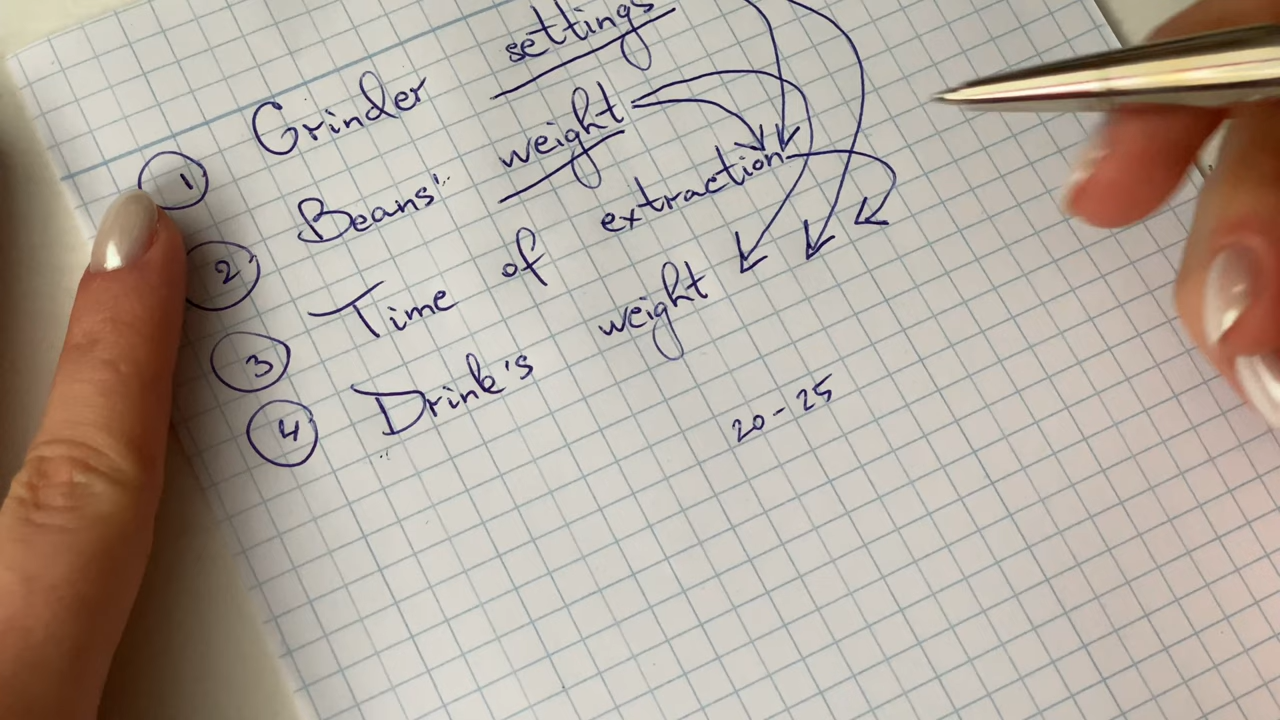 1 Grinder settings
2 Beans' weight
3 Time of extraction
4 Drink's weight
20-25